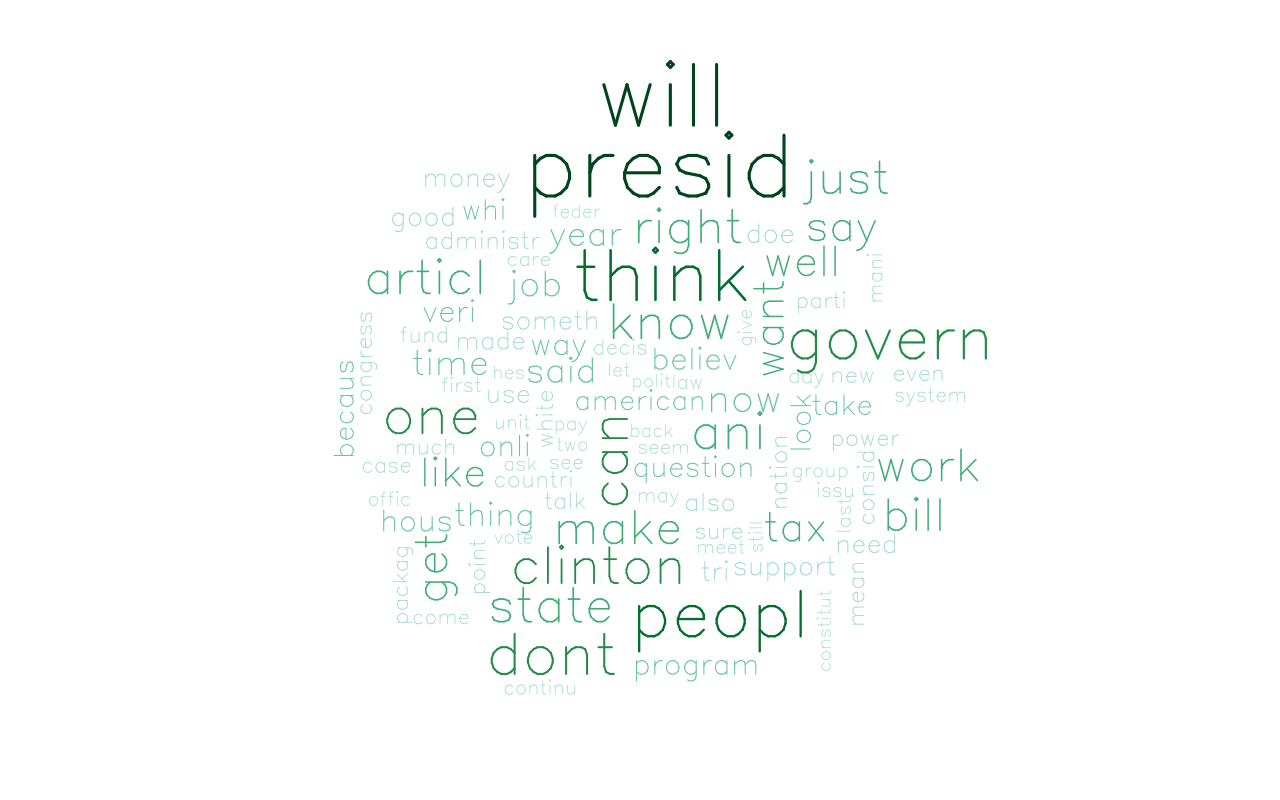 will
presid
just
money
whi
good
feder
right
year
doe
say
administr
care
think
well
mani
articl
job
want
parti
veri
someth
know
give
govern
fund
made
way
decis
believ
congress
becaus
time
hes
said
let
politlaw
day
new
even
first
use
white
american
now
look
take
system
one
unit
pay
two
can
back
ani
power
much
onli
seem
case
like
ask
see
countri
question
nation
group
consid
work
offic
talk
may
also
issu
last
bill
hous
thing
vote
make
sure
meet
still
tax
need
packag
get
point
clinton
tri
support
mean
come
state
peopl
constitut
dont
program
continu